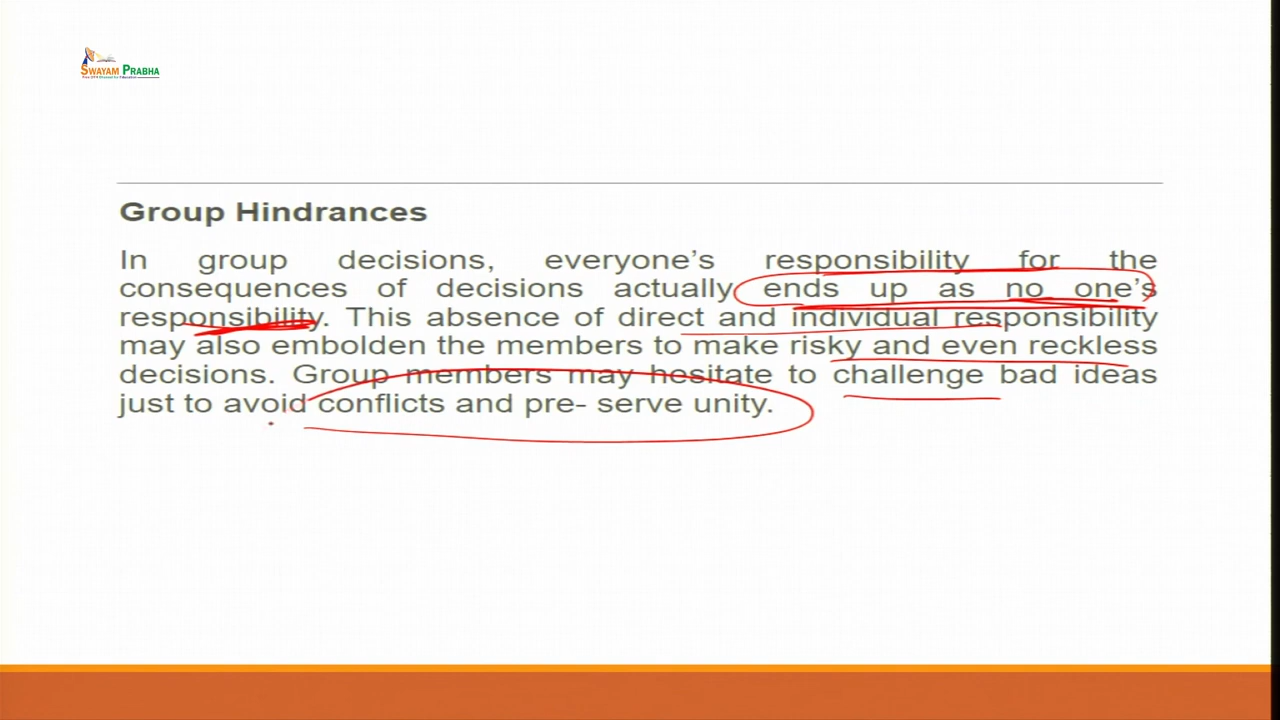 SWAYAM PRABHA
Group Hindrances
In group decisions, everyone's responsibility for the
consequences of decisions actually ends up as no one's
responsibility. This absence of direct and individual responsibility
may also embolden the members to make risky and even reckless
decisions. Group members may hesitate to challenge bad ideas
just to avoid conflicts and pre- serve unity.